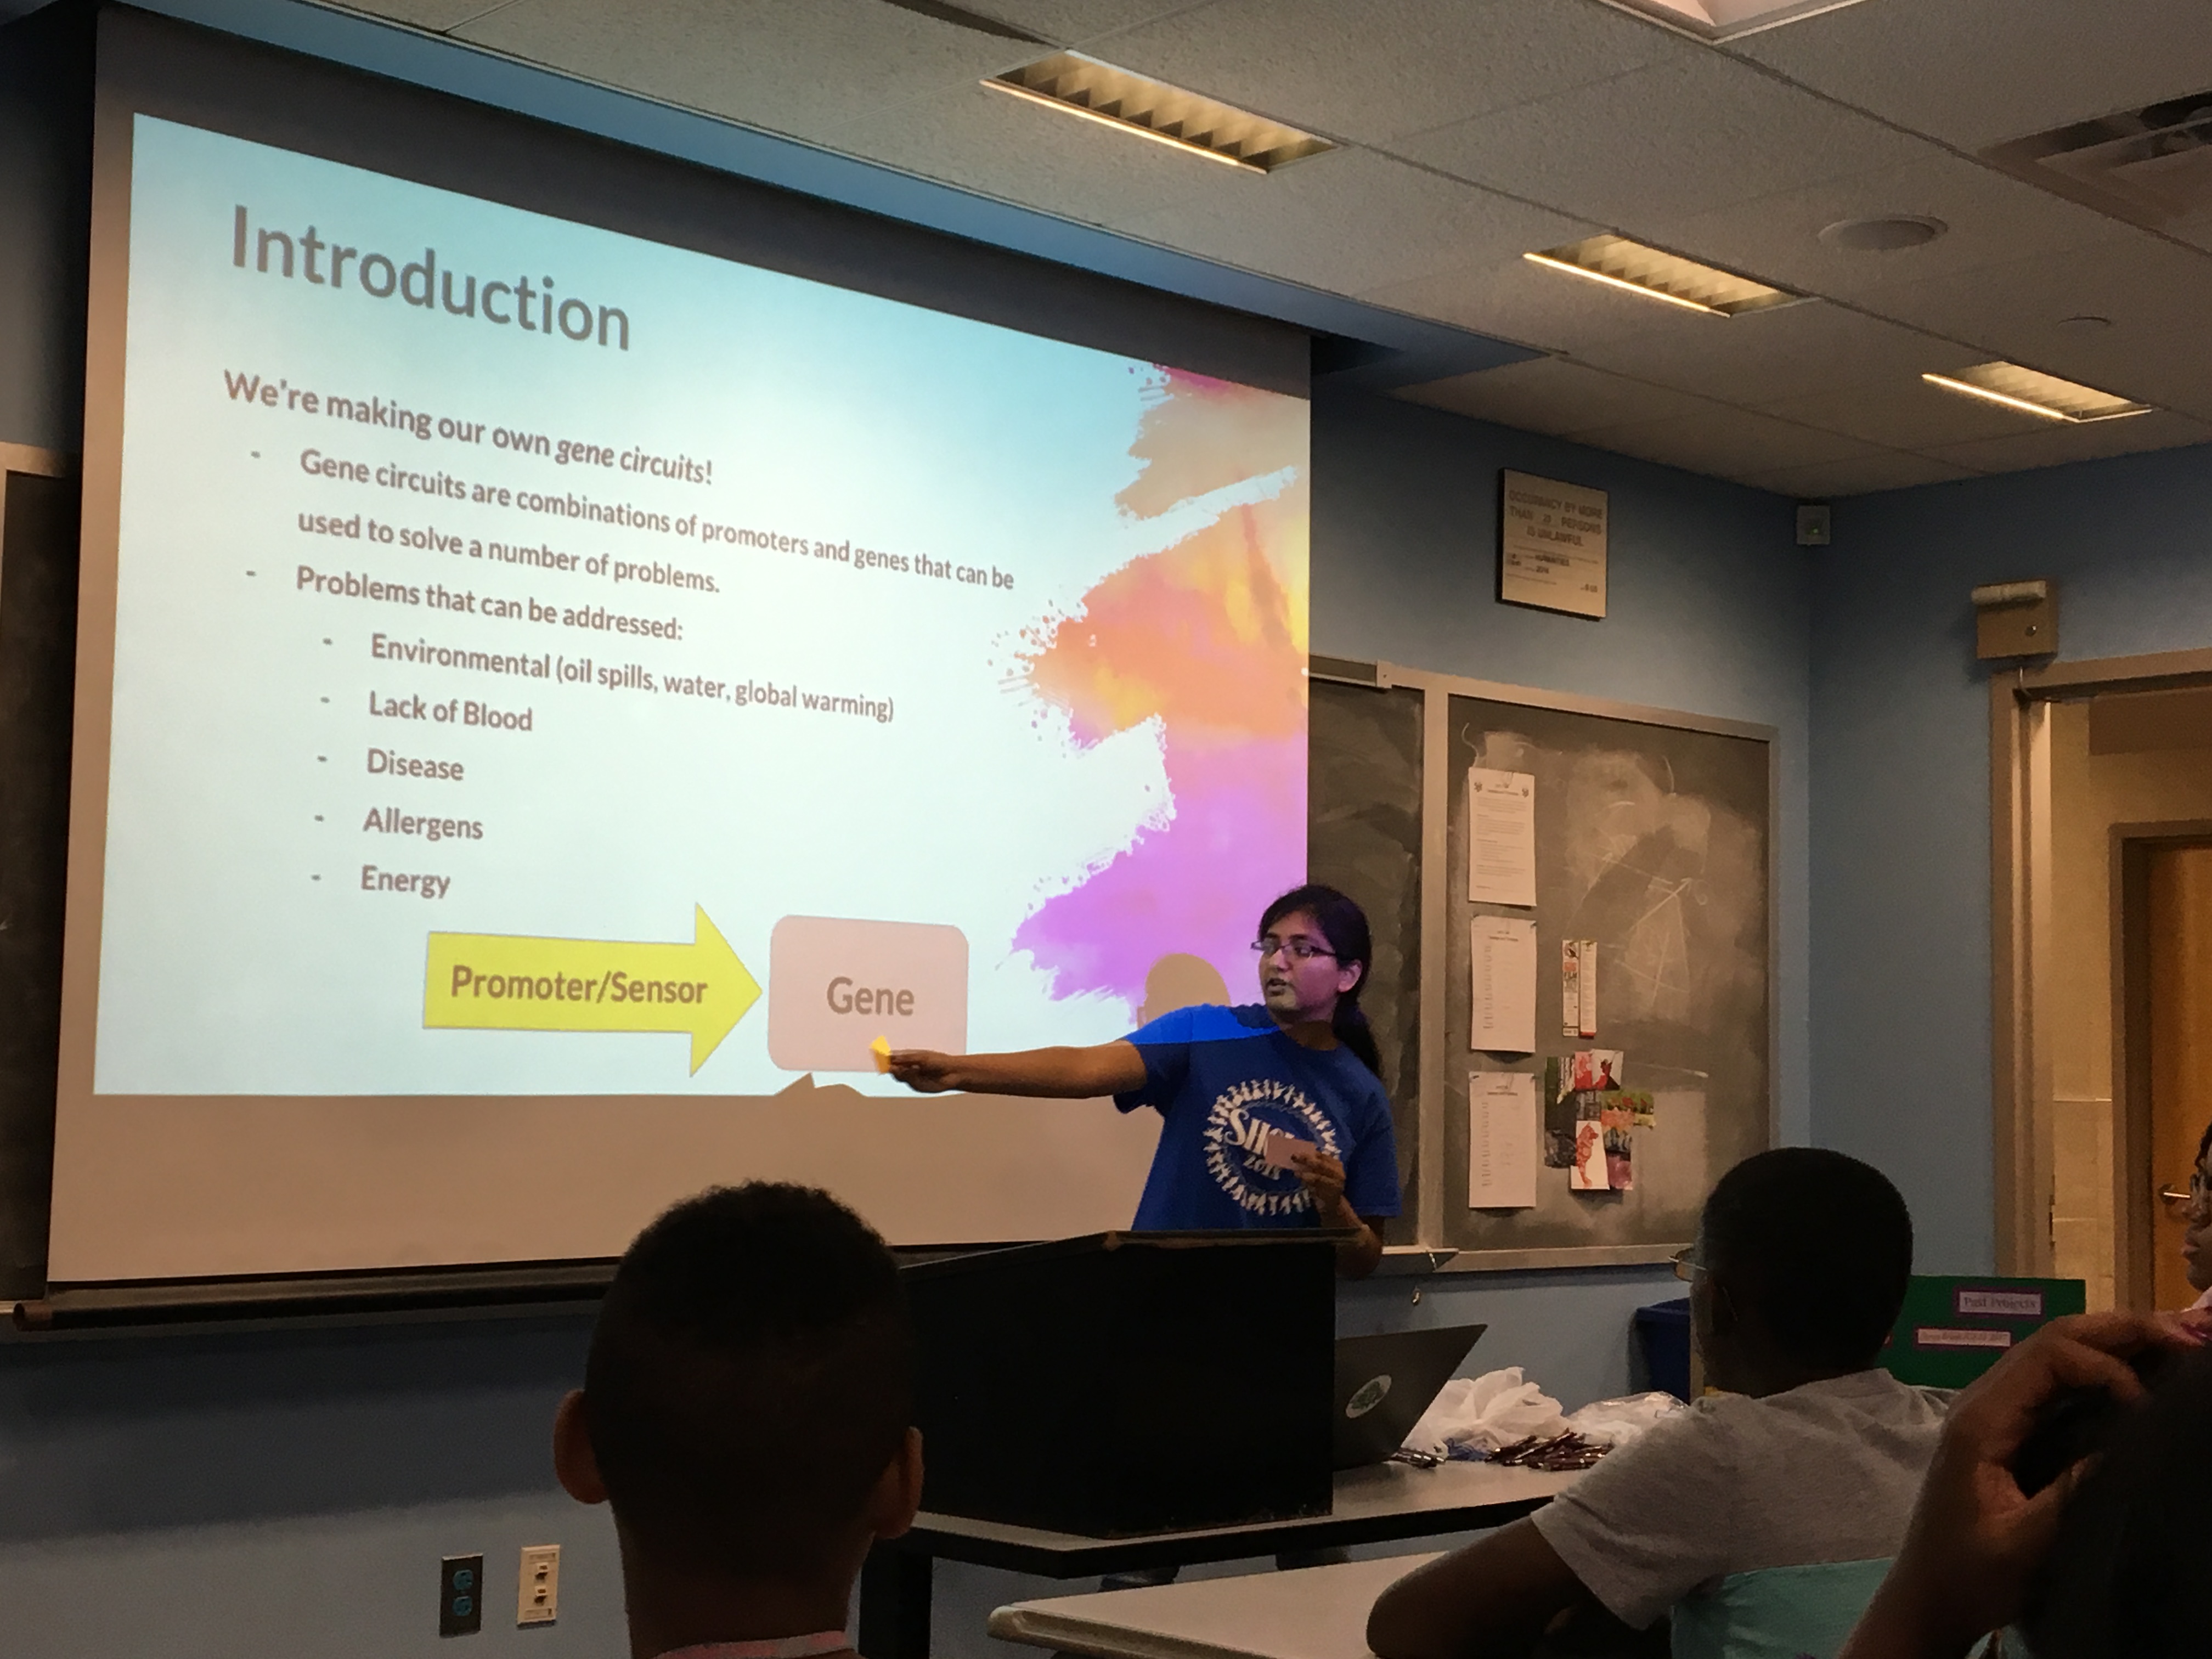 Introduction
We're making our own gene circuits!
- Gene circuits are combinations of promoters and genes that can be
used to solve a number of problems.
- Problems that can be addressed:
- Environmental (oil spills, water, global warming)
- Lack of Blood
- Disease
- Allergens
- Energy
Promoter/Sensor
Gene
OCCUPANCY BY MORE
THAN PERSONS
IS UNLAWFUL
Past Projects